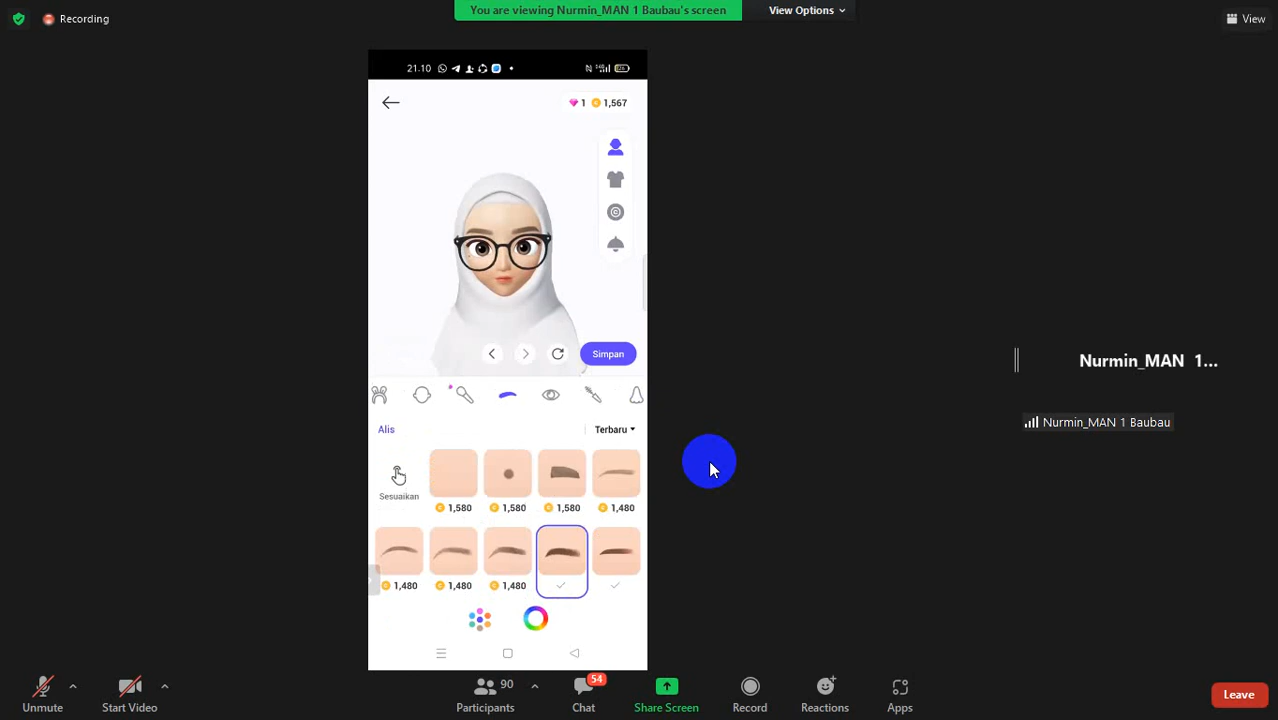 Recording
You are viewing Nurmin_MAN 1 Baubau's screen
View Options
View
21.10
1 1,567
Simpan
Alis
Terbaru
Sesuaikan
1,580
1,580
1,580
1,480
1,480
1,480
1,480
Nurmin_MAN 1...
Nurmin_MAN 1 Baubau
Unmute
Start Video
90
Participants
54
Chat
Share Screen
Record
Reactions
Apps
Leave